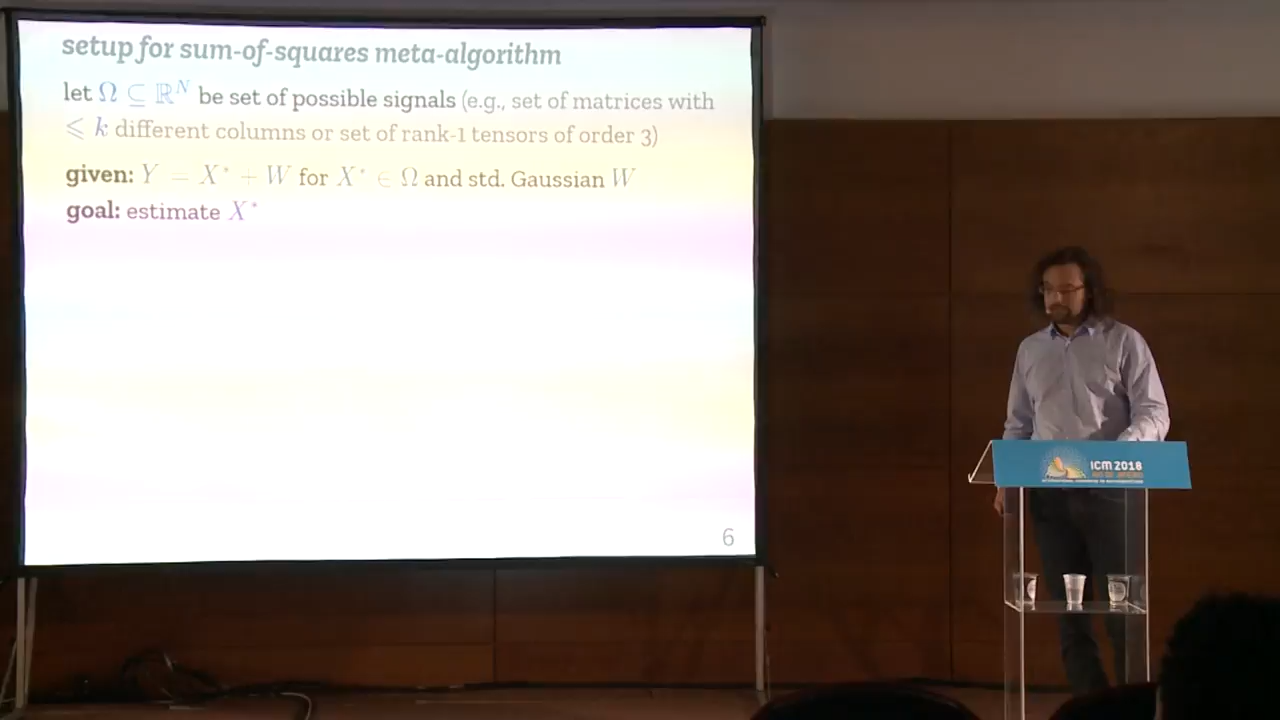 setup for sum-of-squares meta-algorithm
let Ω ⊆ ℝ^N be set of possible signals (e.g., set of matrices with
⩽ k different columns or set of rank-1 tensors of order 3)
given: Y = X* + W for X* ∈ Ω and std. Gaussian W
goal: estimate X*
6
ICM 2018